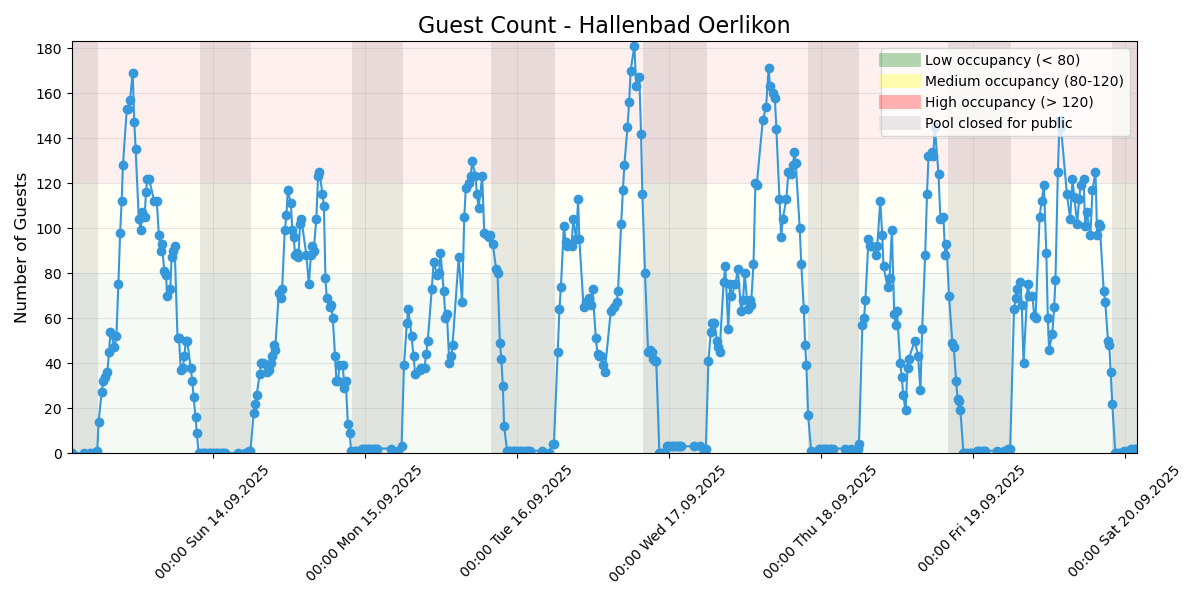 Guest Count - Hallenbad Oerlikon
Number of Guests
180
160
140
120
100
80
60
40
20
0
Low occupancy (< 80)
Medium occupancy (80-120)
High occupancy (> 120)
Pool closed for public
00:00 Sun 14.09.2025
00:00 Mon 15.09.2025
00:00 Tue 16.09.2025
00:00 Wed 17.09.2025
00:00 Thu 18.09.2025
00:00 Fri 19.09.2025
00:00 Sat 20.09.2025